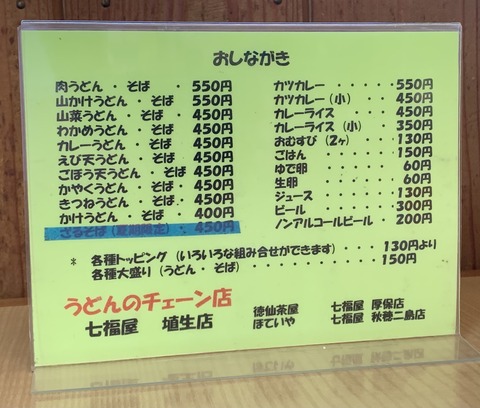 おしながき
肉うどん・そば ・ 550円
山かけうどん・そば ・ 550円
山菜うどん・そば ・ 450円
わかめうどん・そば ・ 450円
カレーうどん・そば ・ 450円
えび天うどん・そば ・ 450円
ごぼう天うどん・そば ・ 450円
かやくうどん・そば ・ 450円
きつねうどん・そば ・ 450円
かけうどん・そば ・ 400円
ざるそば(夏期限定)・ 450円
カツカレー ・・・・・ 550円
カツカレー(小) ・・・ 450円
カレーライス ・・・・ 450円
カレーライス(小) ・・ 350円
おむすび(2ヶ) ・・・ 130円
ごはん ・・・・・・ 150円
ゆで卵 ・・・・・・ 60円
生卵 ・・・・・・ 60円
ジュース ・・・・・ 130円
ビール ・・・・・・ 300円
ノンアルコールビール ・ 200円
* 各種トッピング(いろいろな組み合せができます) ・・・・ 130円より
各種大盛り(うどん・そば) ・・・・・・・・ 150円
うどんのチェーン店
七福屋 埴生店
徳仙茶屋 七福屋 厚保店
ほていや 七福屋 秋穂二島店